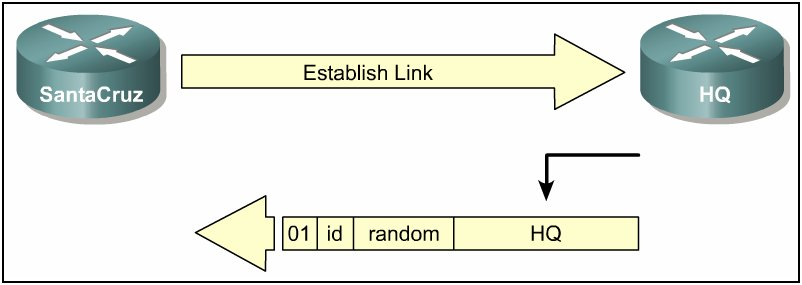 Establish Link
SantaCruz
HQ
01 id random HQ